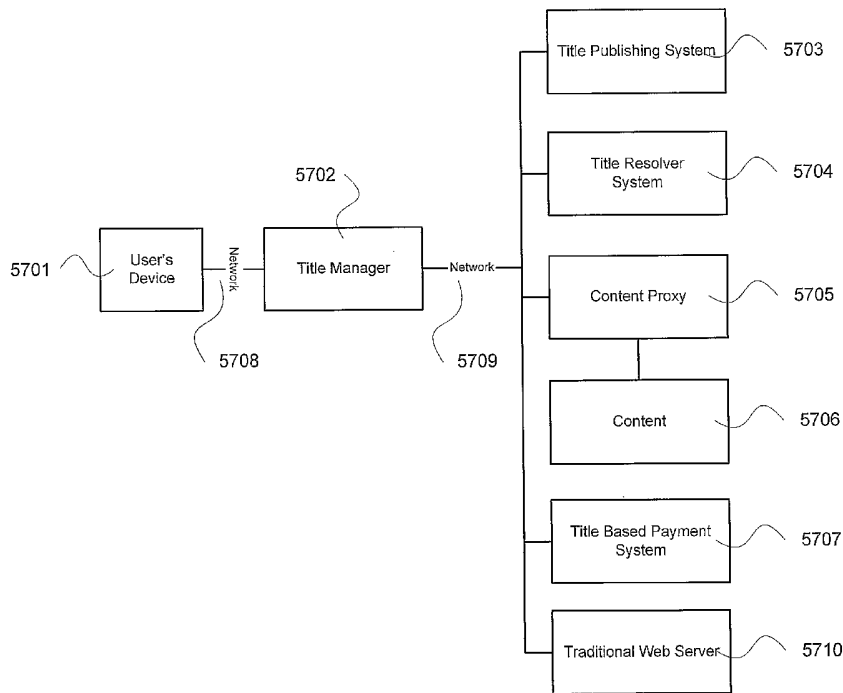 Title Publishing System
5703
Title Resolver
System
5704
5702
5701
User's
Device
Network
Title Manager
Network
Content Proxy
5705
5708
5709
Content
5706
Title Based Payment
System
5707
Traditional Web Server
5710